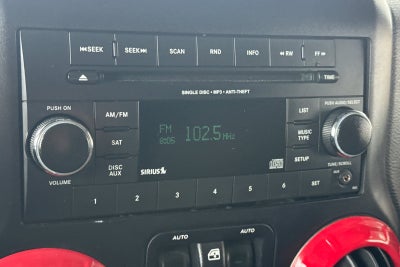 |◄◄SEEK SEEK►►| SCAN RND INFO ◄◄ RW FF ►►
TIME
SINGLE DISC • MP3 • ANTI-THEFT
PUSH ON
PUSH AUDIO/SELECT
AM/FM
LIST
FM
8:05
102.5 MHz
SAT
MUSIC
TYPE
DISC
AUX
SIRIUS
SETUP
VOLUME
TUNE/SCROLL
1 2 3 4 5 6 SET
AUTO AUTO